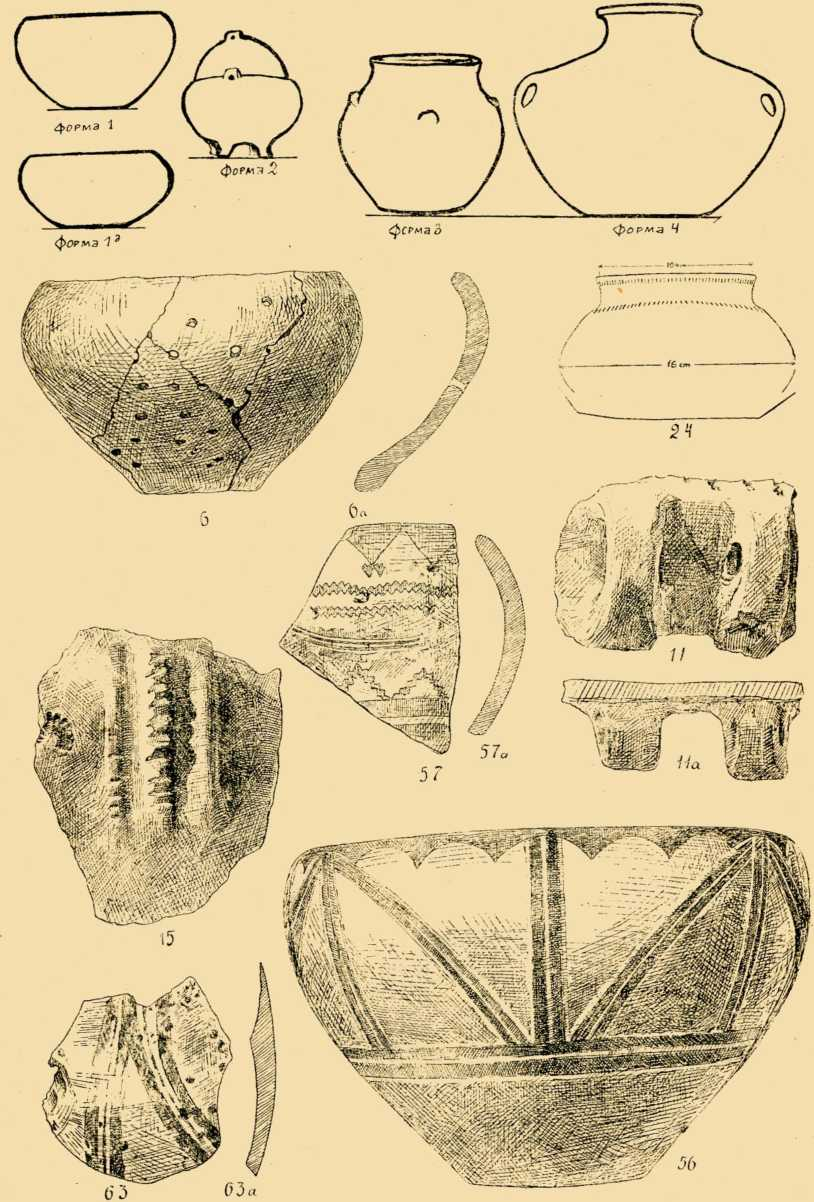 форма 1
форма 2
форма 1а
форма 3
форма 4
16 cm
24
6
6а
11
57
57а
11а
15
56
63
63а